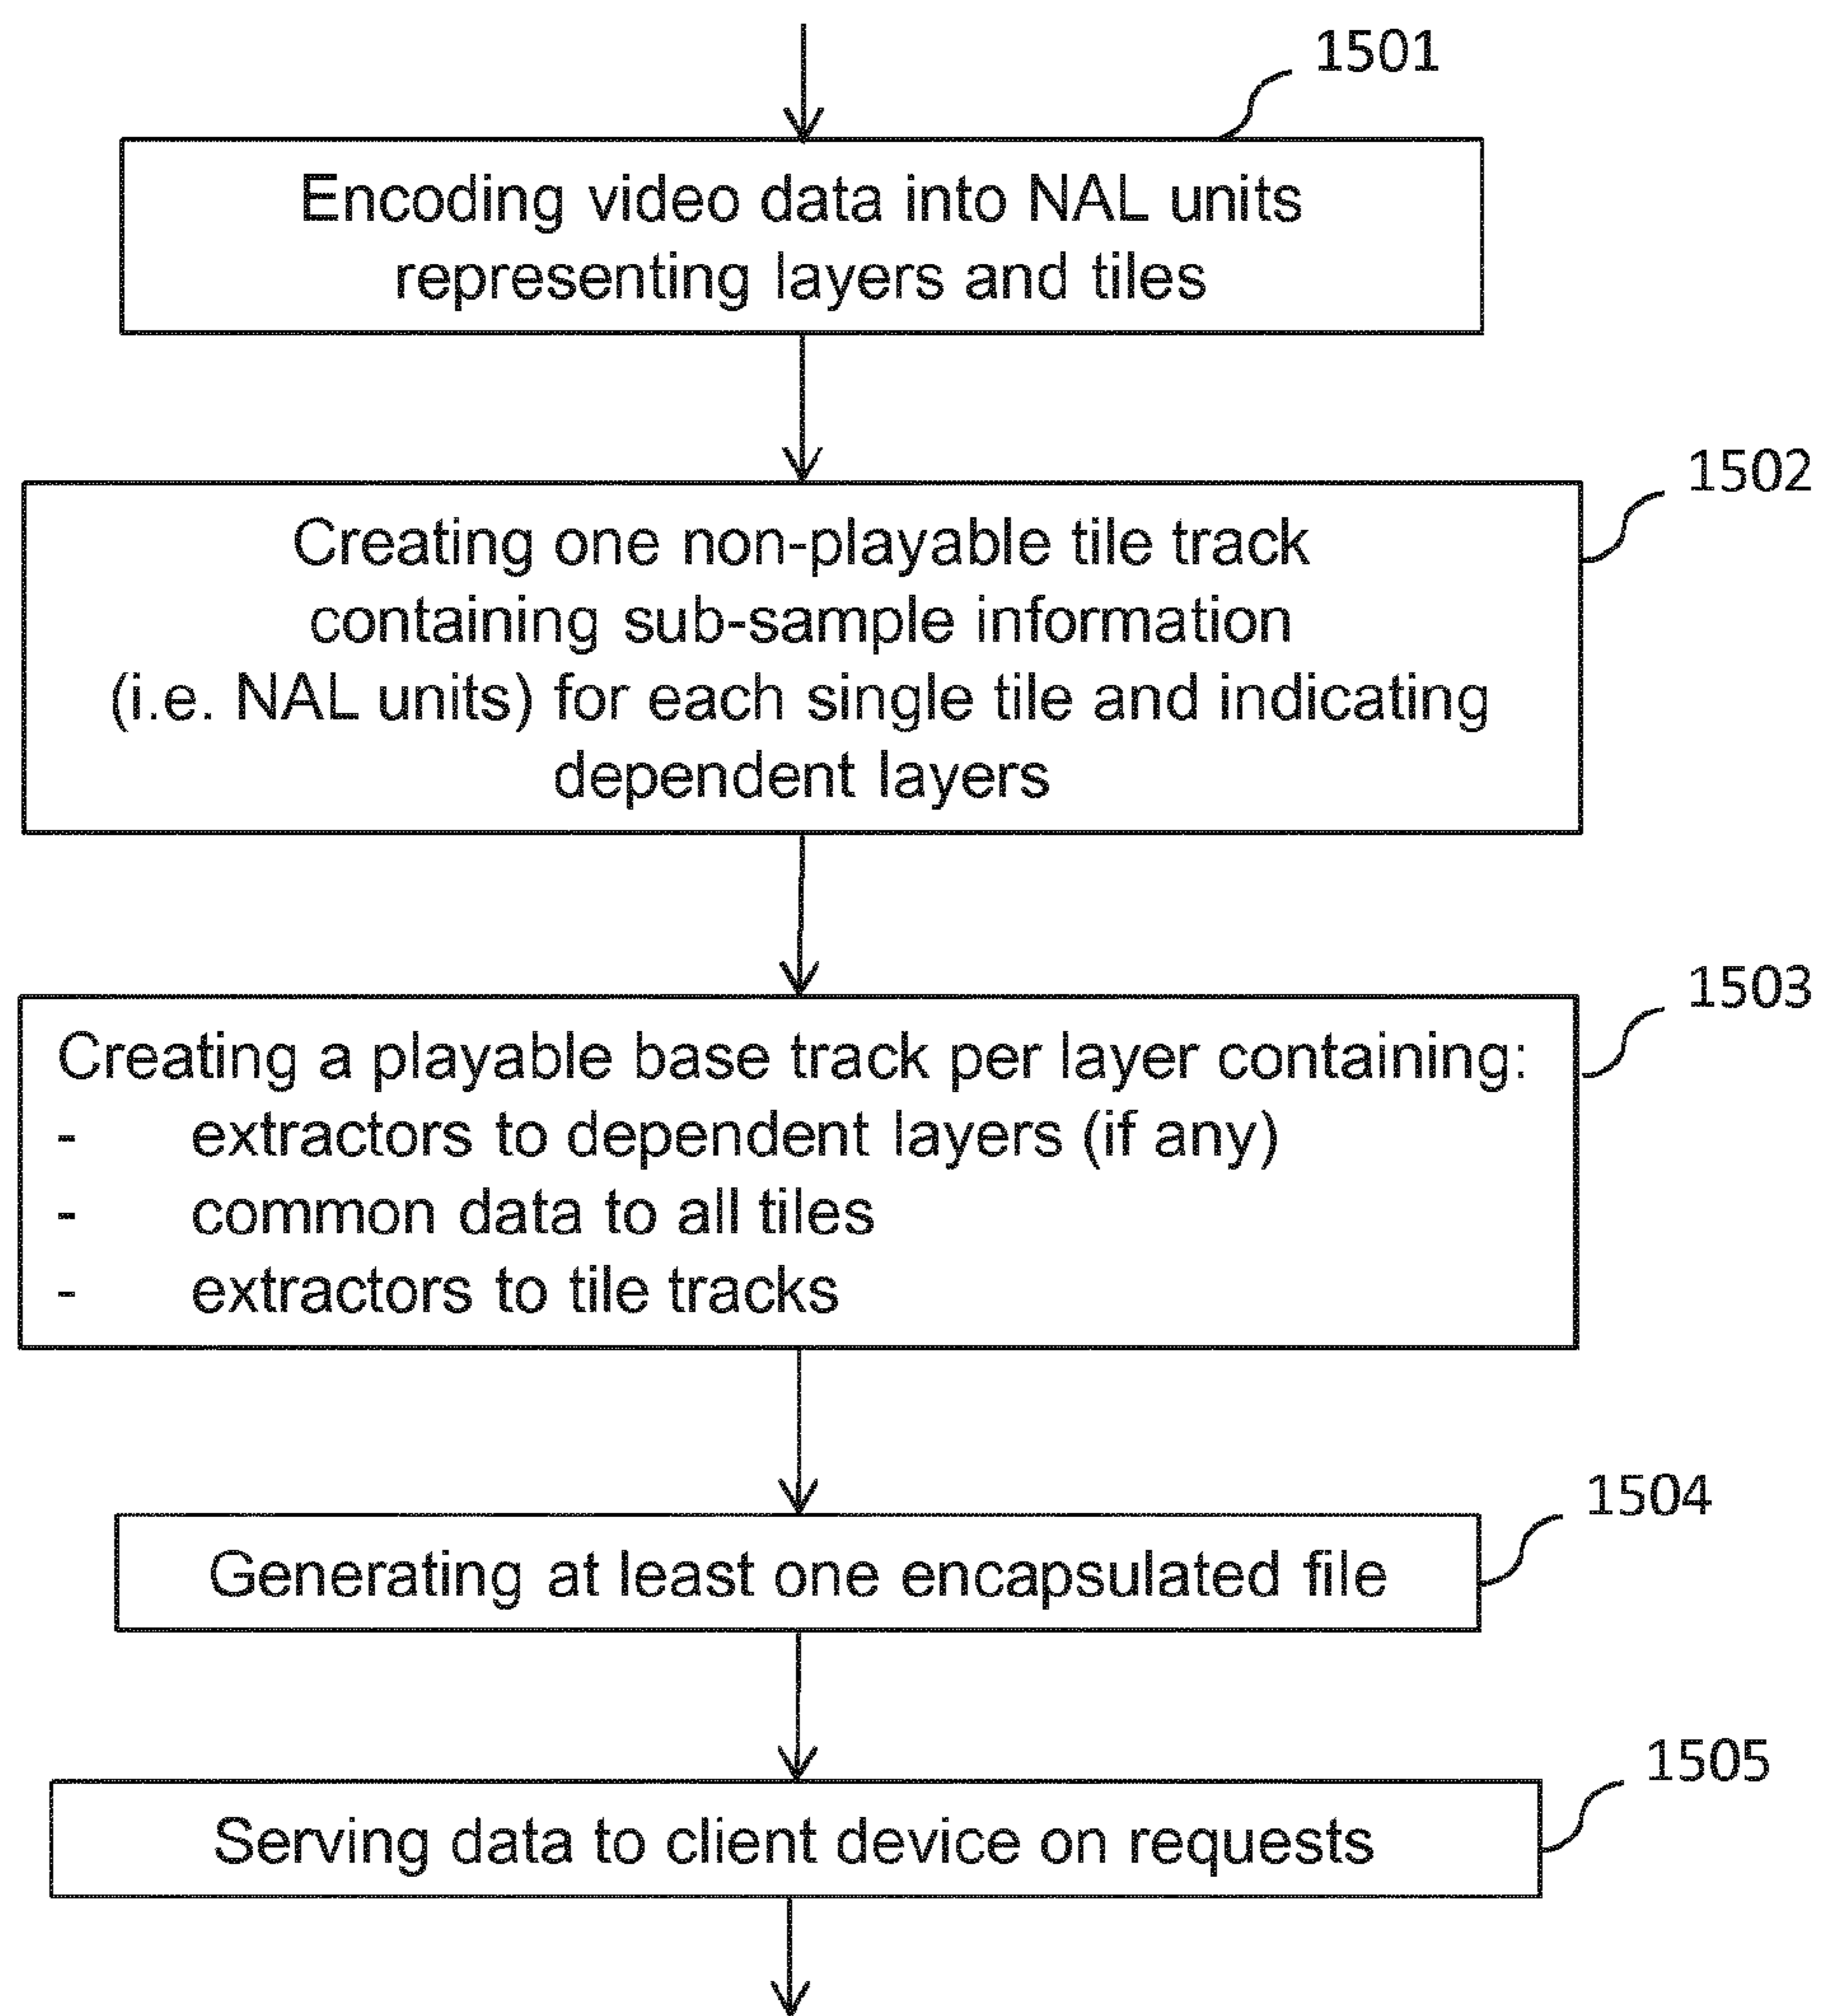 1501
Encoding video data into NAL units
representing layers and tiles
1502
Creating one non-playable tile track
containing sub-sample information
(i.e. NAL units) for each single tile and indicating
dependent layers
1503
Creating a playable base track per layer containing:
- extractors to dependent layers (if any)
- common data to all tiles
- extractors to tile tracks
1504
Generating at least one encapsulated file
1505
Serving data to client device on requests